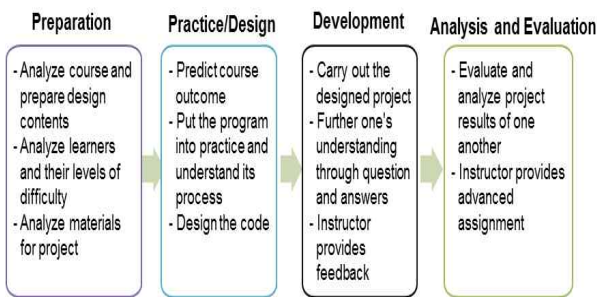 Preparation
- Analyze course and
prepare design
contents
- Analyze learners
and their levels of
difficulty
- Analyze materials
for project
Practice/Design
- Predict course
outcome
- Put the program
into practice and
understand its
process
- Design the code
Development
- Carry out the
designed project
- Further one's
understanding
through question
and answers
- Instructor
provides
feedback
Analysis and Evaluation
- Evaluate and
analyze project
results of one
another
- Instructor provides
advanced
assignment